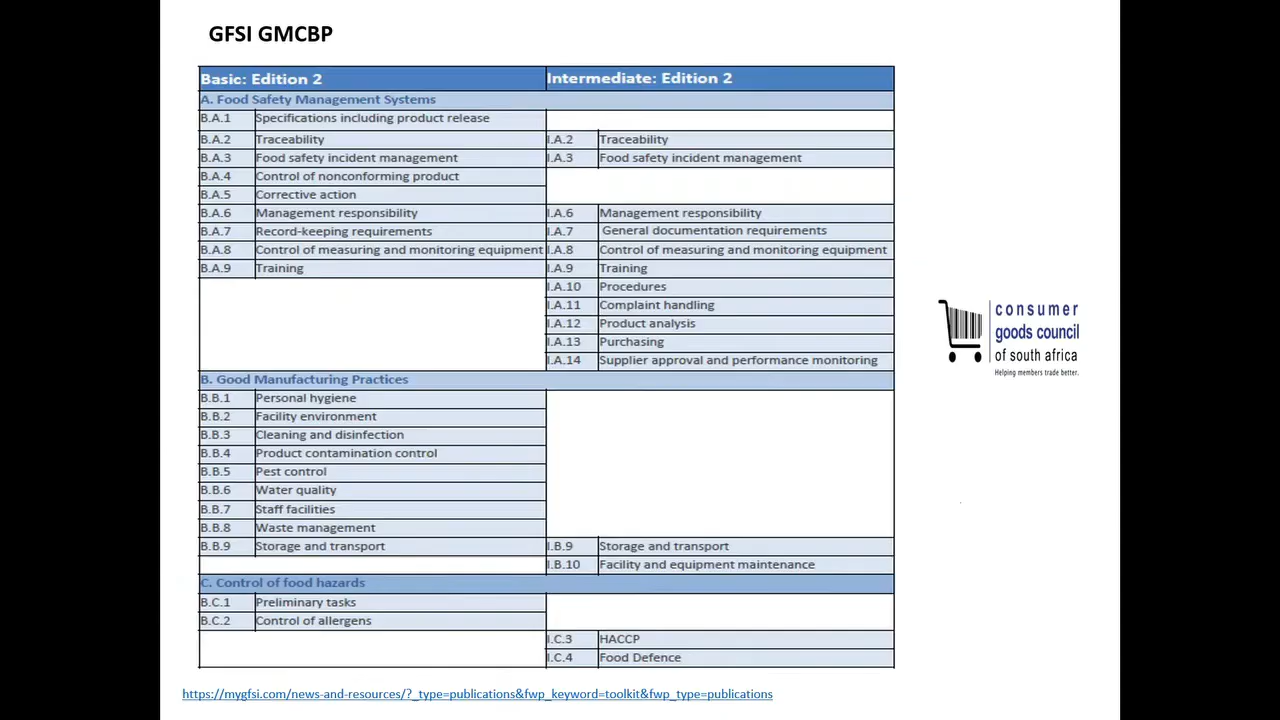 GFSI GMCBP
Basic: Edition 2 Intermediate: Edition 2
A. Food Safety Management Systems
B.A.1 Specifications including product release
B.A.2 Traceability I.A.2 Traceability
B.A.3 Food safety incident management I.A.3 Food safety incident management
B.A.4 Control of nonconforming product
B.A.5 Corrective action
B.A.6 Management responsibility I.A.6 Management responsibility
B.A.7 Record-keeping requirements I.A.7 General documentation requirements
B.A.8 Control of measuring and monitoring equipment I.A.8 Control of measuring and monitoring equipment
B.A.9 Training I.A.9 Training
I.A.10 Procedures
I.A.11 Complaint handling
I.A.12 Product analysis
I.A.13 Purchasing
I.A.14 Supplier approval and performance monitoring
B. Good Manufacturing Practices
B.B.1 Personal hygiene
B.B.2 Facility environment
B.B.3 Cleaning and disinfection
B.B.4 Product contamination control
B.B.5 Pest control
B.B.6 Water quality
B.B.7 Staff facilities
B.B.8 Waste management
B.B.9 Storage and transport I.B.9 Storage and transport
I.B.10 Facility and equipment maintenance
C. Control of food hazards
B.C.1 Preliminary tasks
B.C.2 Control of allergens
I.C.3 HACCP
I.C.4 Food Defence
consumer
goods council
of south africa
Helping members trade better.
https://mygfsi.com/news-and-resources/?_type=publications&fwp_keyword=toolkit&fwp_type=publications